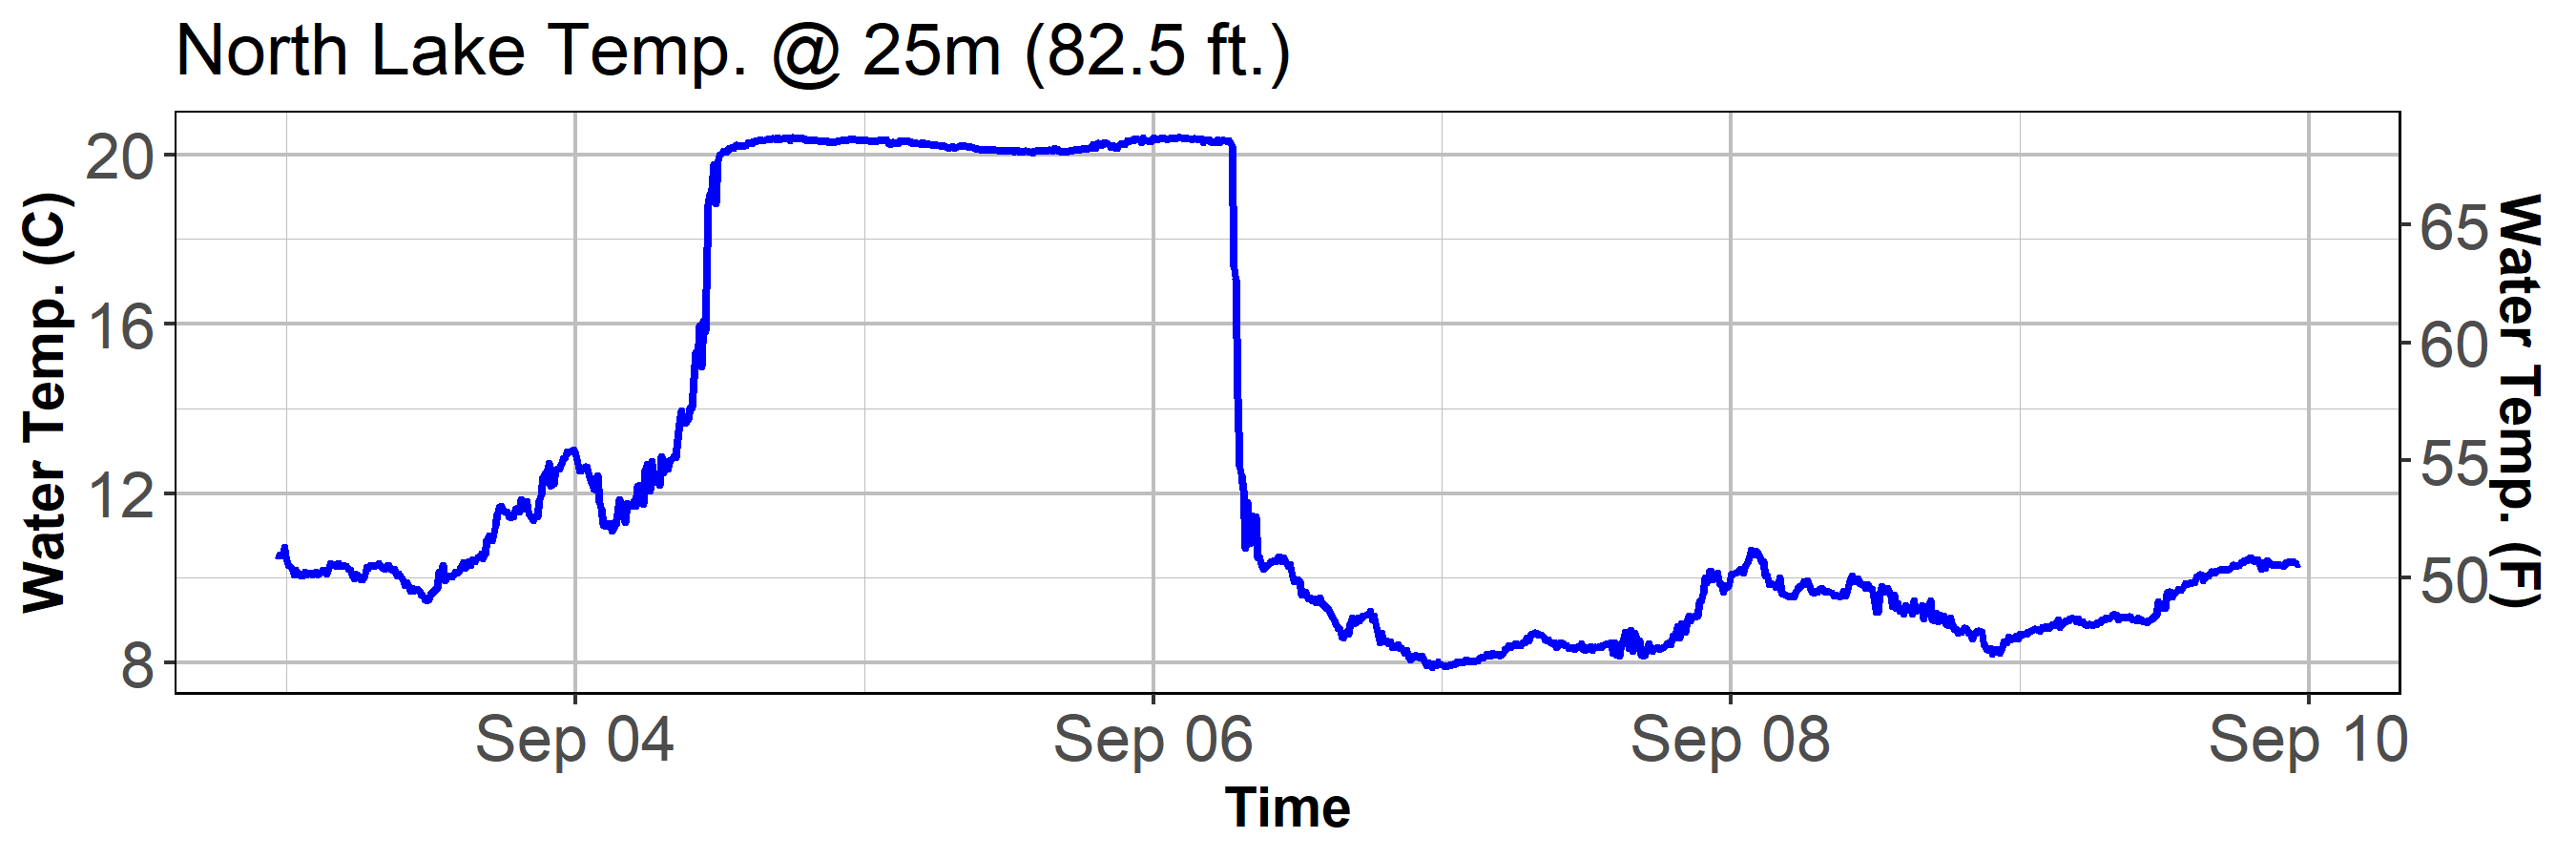 North Lake Temp. @ 25m (82.5 ft.)
20
16
12
8
Water Temp. (C)
65
60
55
50
Water Temp. (F)
Sep 04 Sep 06 Sep 08 Sep 10
Time